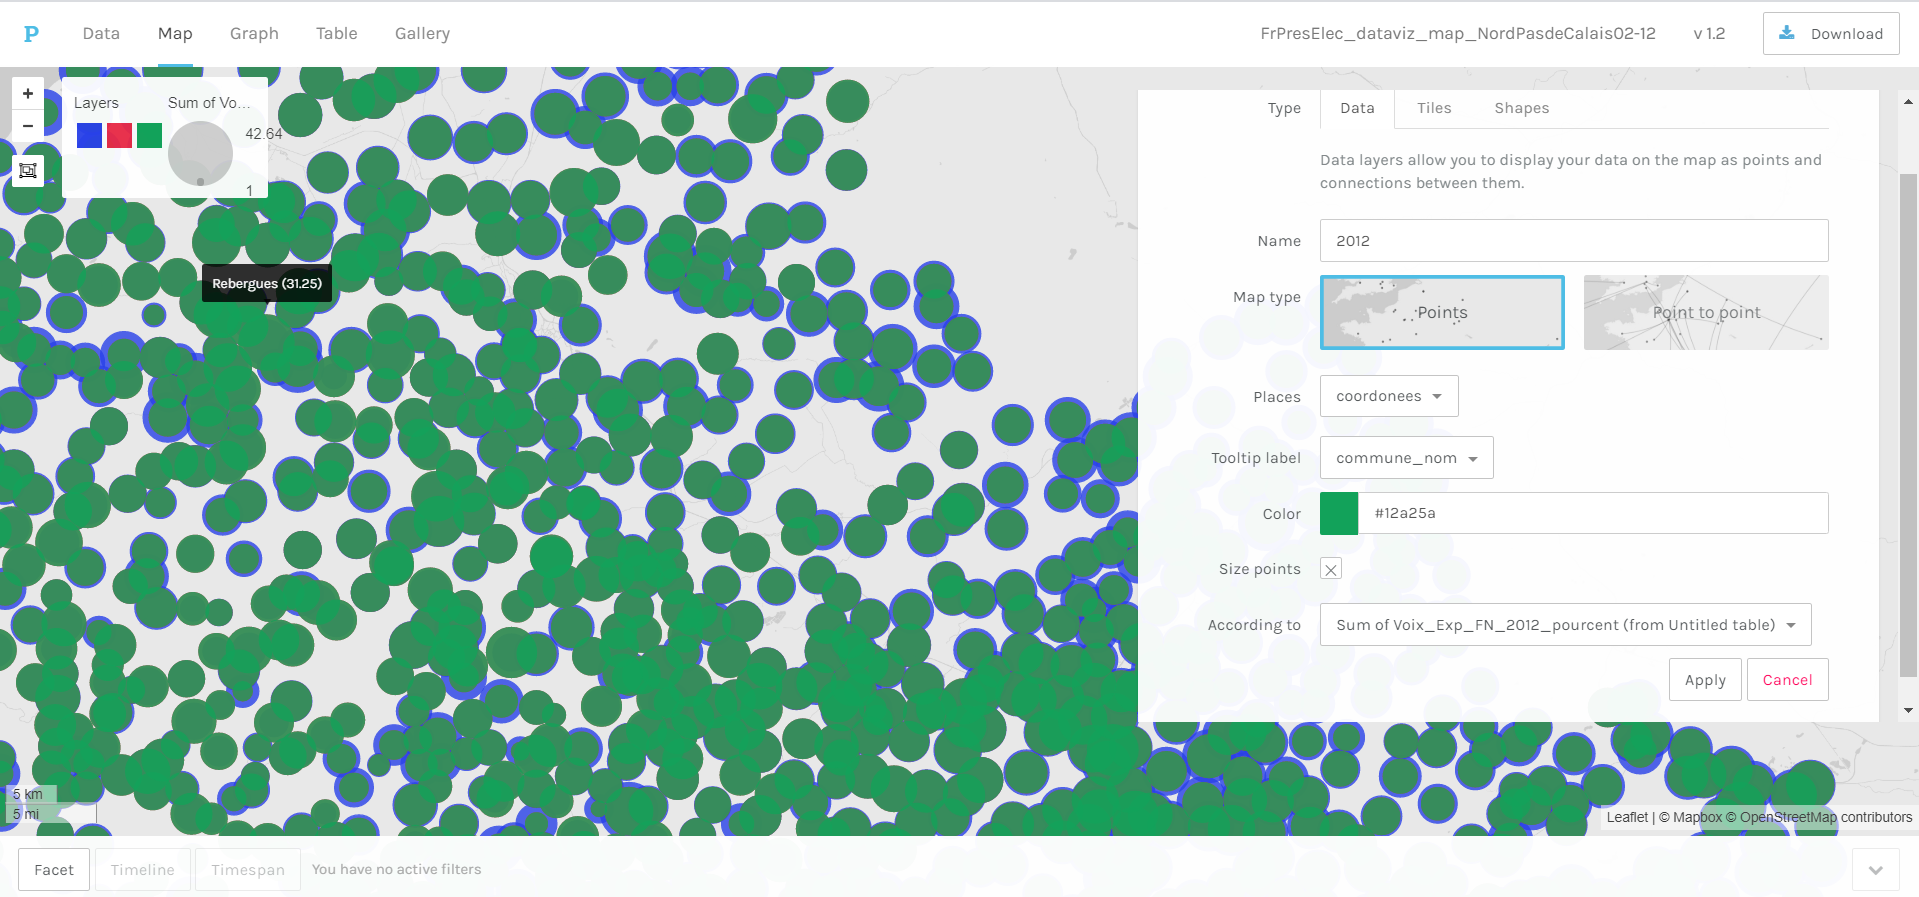 P Data Map Graph Table Gallery FrPresElec_dataviz_map_NordPasdeCalais02-12 v 1.2 Download
+
−
Layers Sum of Vo...
42.64
1
Rebergues (31.25)
Type Data Tiles Shapes
Data layers allow you to display your data on the map as points and
connections between them.
Name 2012
Map type Points Point to point
Places coordonees
Tooltip label commune_nom
Color #12a25a
Size points
According to Sum of Voix_Exp_FN_2012_pourcent (from Untitled table)
Apply Cancel
5 km
5 mi
Leaflet | © Mapbox © OpenStreetMap contributors
Facet Timeline Timespan You have no active filters